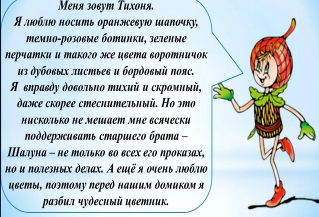 Меня зовут Тихоня.
Я люблю носить оранжевую шапочку,
темно-розовые ботинки, зеленые
перчатки и такого же цвета воротничок
из дубовых листьев и бордовый пояс.
Я вправду довольно тихий и скромный,
даже скорее стеснительный. Но это
нисколько не мешает мне всячески
поддерживать старшего брата –
Шалуна – не только во всех его проказах,
но и полезных делах. А ещё я очень люблю
цветы, поэтому перед нашим домиком я
разбил чудесный цветник.